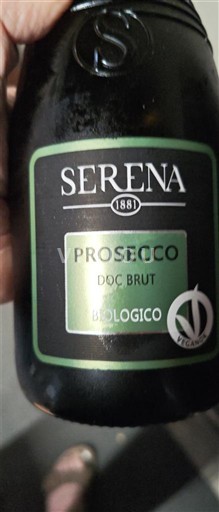 S
SERENA
1881
PROSECCO
DOC BRUT
BIOLOGICO
VEGANOK